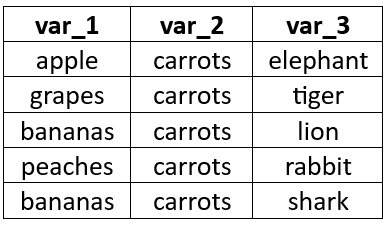 var_1 var_2 var_3
apple carrots elephant
grapes carrots tiger
bananas carrots lion
peaches carrots rabbit
bananas carrots shark